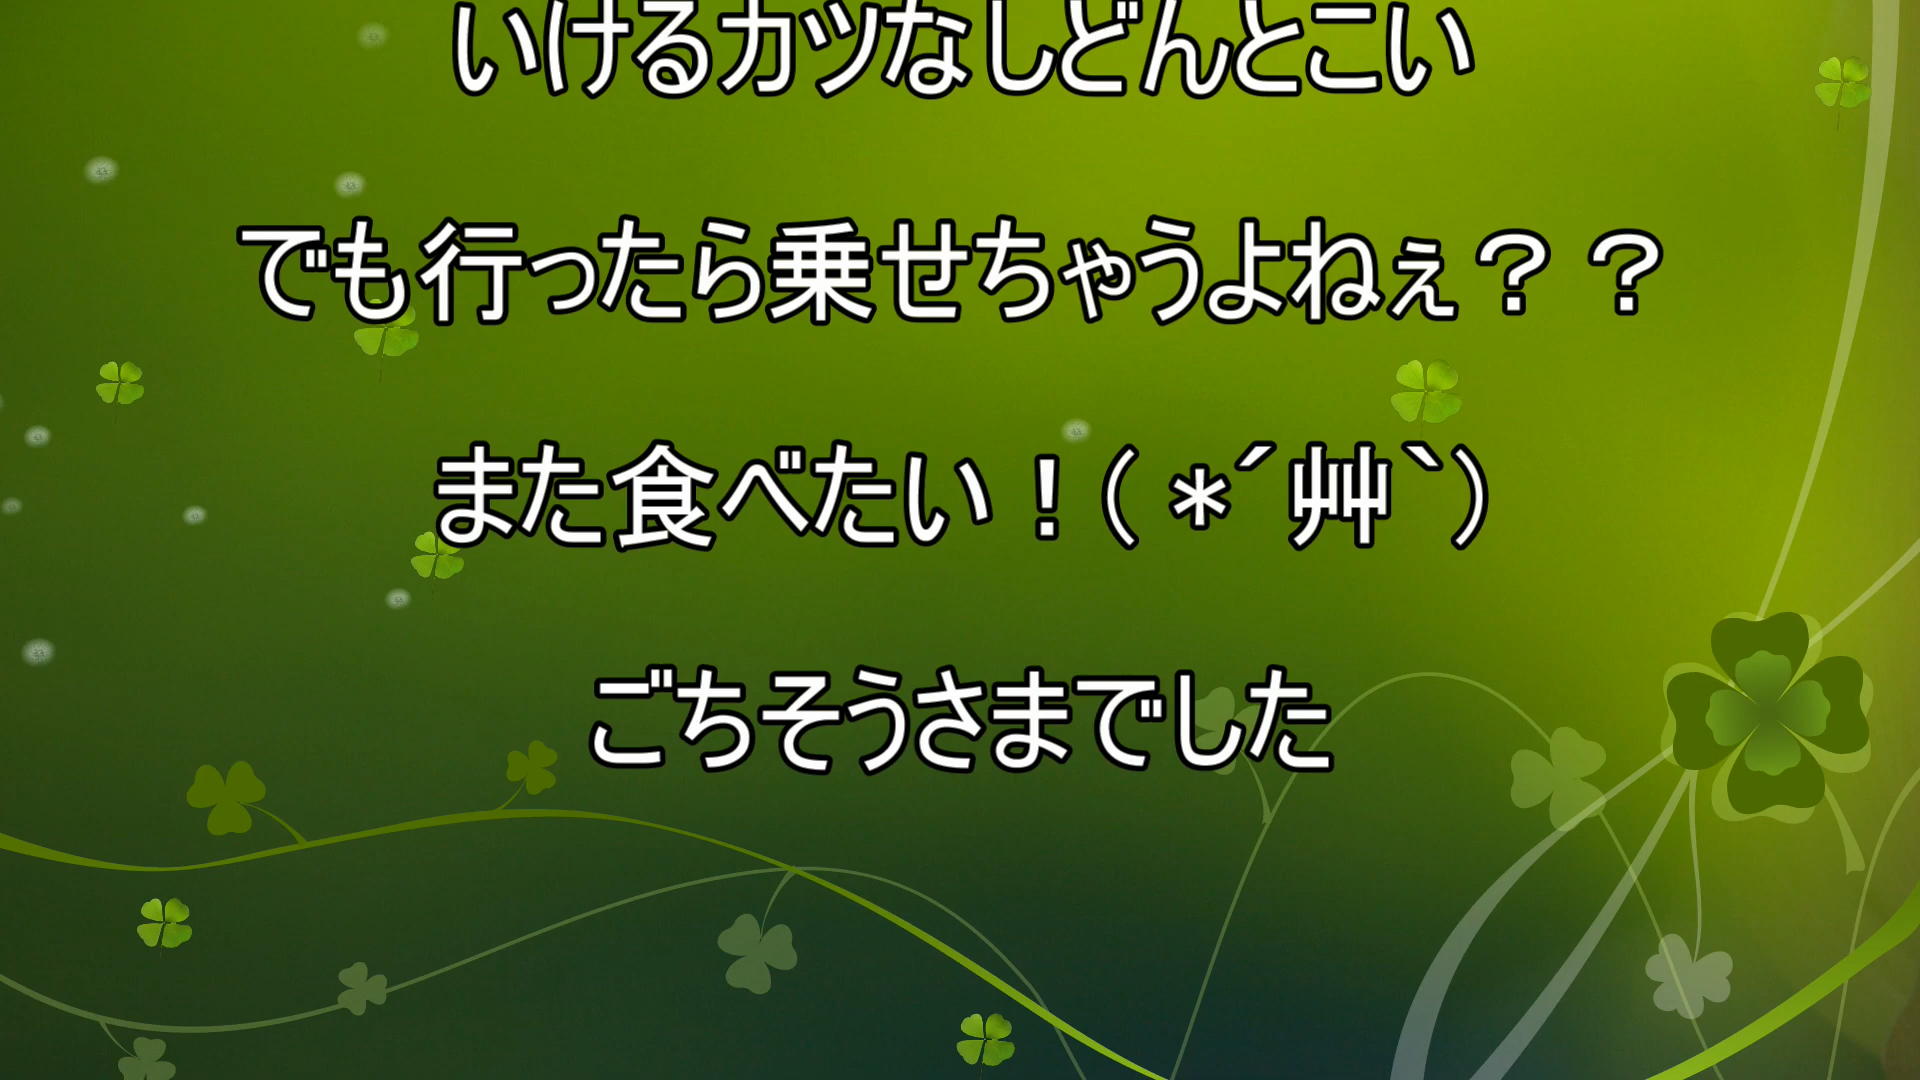 いけるカツなしどんとこい
でも行ったら乗せちゃうよねぇ？？
また食べたい！( *´艸`)
ごちそうさまでした